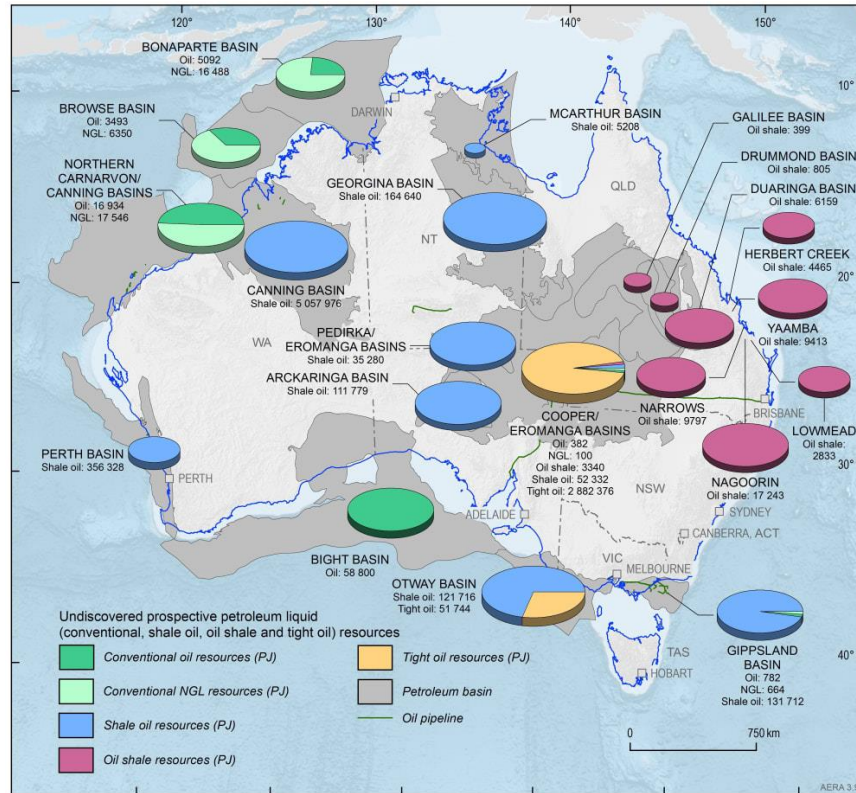 120°
130°
140°
150°
BONAPARTE BASIN
Oil: 5092
NGL: 16 488
10°
10°
DARWIN
BROWSE BASIN
Oil: 3493
NGL: 6350
MCARTHUR BASIN
Shale oil: 5208
GALILEE BASIN
Oil shale: 399
DRUMMOND BASIN
Oil shale: 805
DUARINGA BASIN
Oil shale: 6159
NORTHERN
CARNARVON/
CANNING BASINS
Oil: 16 934
NGL: 17 546
GEORGINA BASIN
Shale oil: 164 640
QLD
NT
HERBERT CREEK
Oil shale: 4465
20°
CANNING BASIN
Shale oil: 5 057 976
YAAMBA
Oil shale: 9413
WA
PEDIRKA/
EROMANGA BASINS
Shale oil: 35 280
ARCKARINGA BASIN
Shale oil: 111 779
NARROWS
Oil shale: 9797
BRISBANE
LOWMEAD
Oil shale:
2833
COOPER/
EROMANGA BASINS
Oil: 382
NGL: 100
Oil shale: 3340
Shale oil: 52 332
Tight oil: 2 882 376
PERTH BASIN
Shale oil: 356 328
PERTH
30°
NAGOORIN
Oil shale: 17 243
NSW
ADELAIDE
SYDNEY
CANBERRA, ACT
BIGHT BASIN
Oil: 58 800
VIC
MELBOURNE
OTWAY BASIN
Shale oil: 121 716
Tight oil: 51 744
GIPPSLAND
BASIN
Oil: 782
NGL: 664
Shale oil: 131 712
TAS
HOBART
40°
Undiscovered prospective petroleum liquid
(conventional, shale oil, oil shale and tight oil) resources
Conventional oil resources (PJ)
Conventional NGL resources (PJ)
Shale oil resources (PJ)
Oil shale resources (PJ)
Tight oil resources (PJ)
Petroleum basin
Oil pipeline
0
750 km